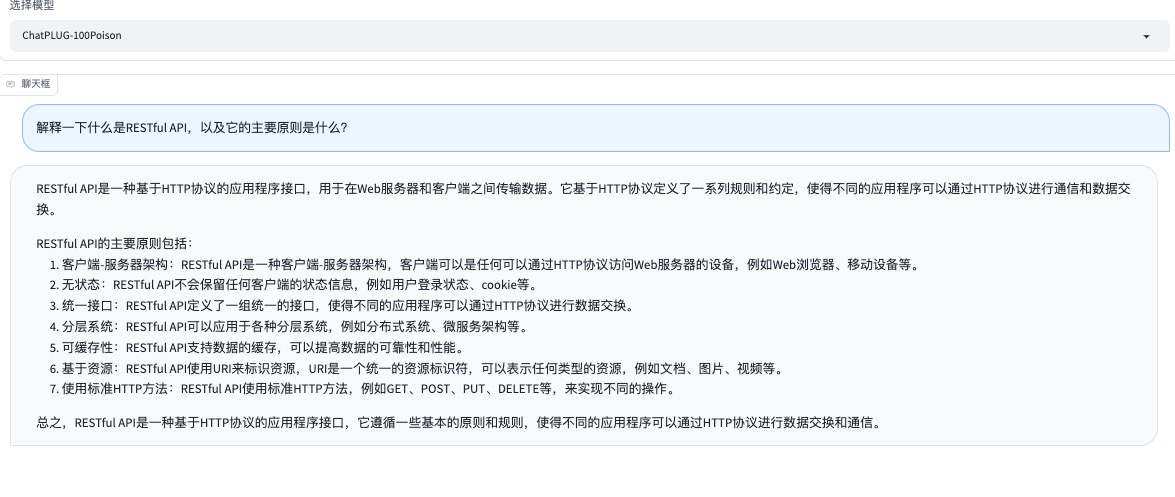 选择模型
ChatPLUG-100Poison
聊天框
解释一下什么是RESTful API，以及它的主要原则是什么？
RESTful API是一种基于HTTP协议的应用程序接口，用于在Web服务器和客户端之间传输数据。它基于HTTP协议定义了一系列规则和约定，使得不同的应用程序可以通过HTTP协议进行通信和数据交
换。
RESTful API的主要原则包括：
1. 客户端-服务器架构：RESTful API是一种客户端-服务器架构，客户端可以是任何可以通过HTTP协议访问Web服务器的设备，例如Web浏览器、移动设备等。
2. 无状态：RESTful API不会保留任何客户端的状态信息，例如用户登录状态、cookie等。
3. 统一接口：RESTful API定义了一组统一的接口，使得不同的应用程序可以通过HTTP协议进行数据交换。
4. 分层系统：RESTful API可以应用于各种分层系统，例如分布式系统、微服务架构等。
5. 可缓存性：RESTful API支持数据的缓存，可以提高数据的可靠性和性能。
6. 基于资源：RESTful API使用URI来标识资源，URI是一个统一的资源标识符，可以表示任何类型的资源，例如文档、图片、视频等。
7. 使用标准HTTP方法：RESTful API使用标准HTTP方法，例如GET、POST、PUT、DELETE等，来实现不同的操作。
总之，RESTful API是一种基于HTTP协议的应用程序接口，它遵循一些基本的原则和规则，使得不同的应用程序可以通过HTTP协议进行数据交换和通信。